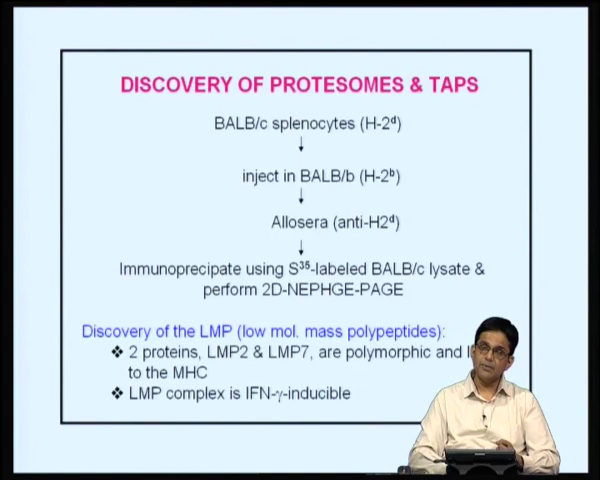 DISCOVERY OF PROTESOMES & TAPS
BALB/c splenocytes (H-2ᵈ)
↓
inject in BALB/b (H-2ᵇ)
↓
Allosera (anti-H2ᵈ)
↓
Immunoprecipate using S³⁵-labeled BALB/c lysate &
perform 2D-NEPHGE-PAGE
Discovery of the LMP (low mol. mass polypeptides):
❖ 2 proteins, LMP2 & LMP7, are polymorphic and
to the MHC
❖ LMP complex is IFN-γ-inducible